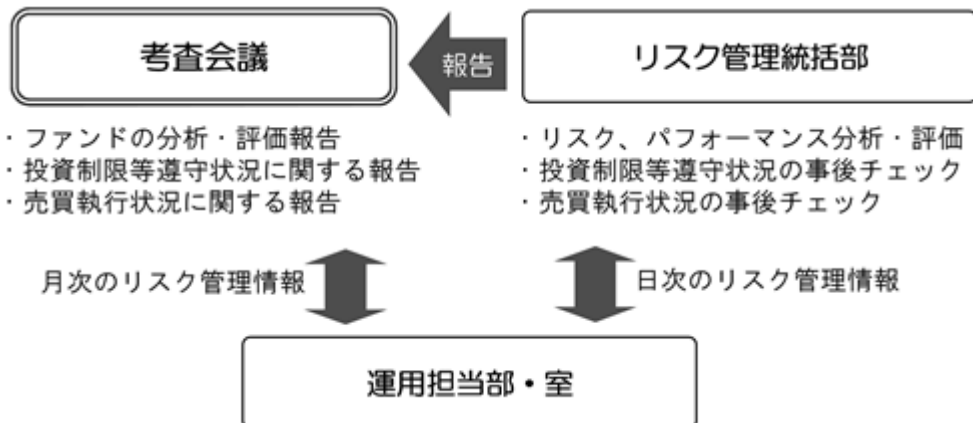 考査会議
報告
リスク管理統括部
・ファンドの分析・評価報告
・投資制限等遵守状況に関する報告
・売買執行状況に関する報告
・リスク、パフォーマンス分析・評価
・投資制限等遵守状況の事後チェック
・売買執行状況の事後チェック
月次のリスク管理情報
日次のリスク管理情報
運用担当部・室